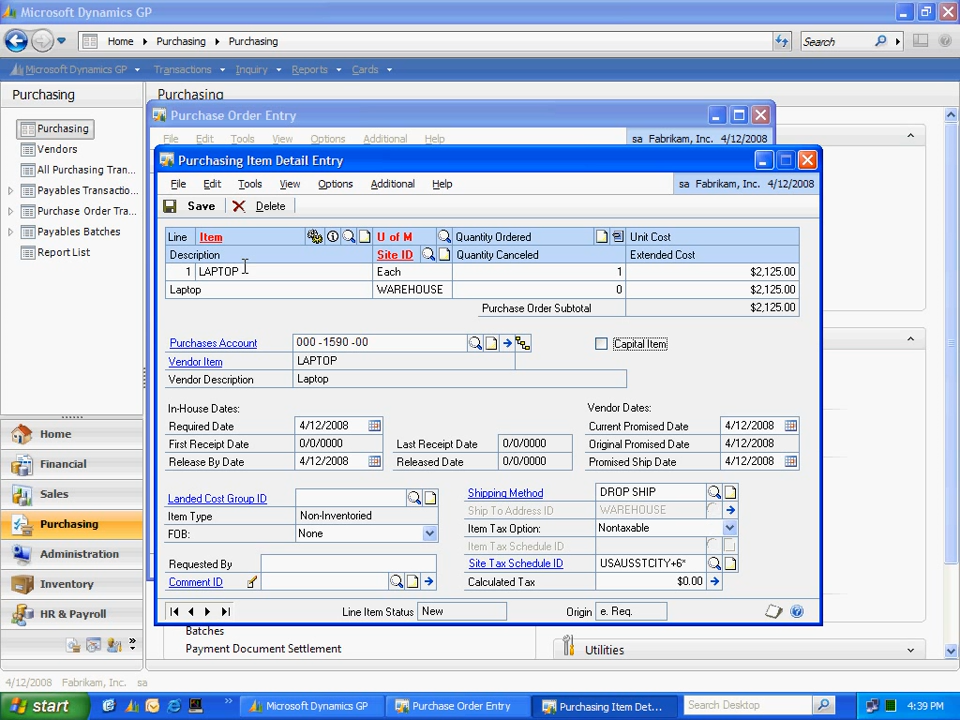 Microsoft Dynamics GP
Home Purchasing Purchasing Search
Microsoft Dynamics GP Transactions Inquiry Reports Cards
Purchasing Purchasing
Purchasing
Vendors
All Purchasing Tran...
Payables Transactio...
Purchase Order Tra...
Payables Batches
Report List
Home
Financial
Sales
Purchasing
Administration
Inventory
HR & Payroll
Purchase Order Entry
File Edit Tools View Options Additional Help sa Fabrikam, Inc. 4/12/2008
Purchasing Item Detail Entry
File Edit Tools View Options Additional Help sa Fabrikam, Inc. 4/12/2008
Save Delete
Line Item U of M Quantity Ordered Unit Cost
Description Site ID Quantity Canceled Extended Cost
1 LAPTOP Each 1 $2,125.00
Laptop WAREHOUSE 0 $2,125.00
Purchase Order Subtotal $2,125.00
Purchases Account 000 -1590 -00 Capital Item
Vendor Item LAPTOP
Vendor Description Laptop
In-House Dates: Vendor Dates:
Required Date 4/12/2008 Current Promised Date 4/12/2008
First Receipt Date 0/0/0000 Last Receipt Date 0/0/0000 Original Promised Date 4/12/2008
Release By Date 4/12/2008 Released Date 0/0/0000 Promised Ship Date 4/12/2008
Landed Cost Group ID Shipping Method DROP SHIP
Ship To Address ID WAREHOUSE
Item Type Non-Inventoried Item Tax Option: Nontaxable
FOB: None Item Tax Schedule ID
Requested By Site Tax Schedule ID USAUSSTCITY+6*
Comment ID Calculated Tax $0.00
Line Item Status New Origin e. Req.
Batches
Payment Document Settlement Utilities
4/12/2008 Fabrikam, Inc. sa
start Microsoft Dynamics GP Purchase Order Entry Purchasing Item Det... Search Desktop 4:39 PM